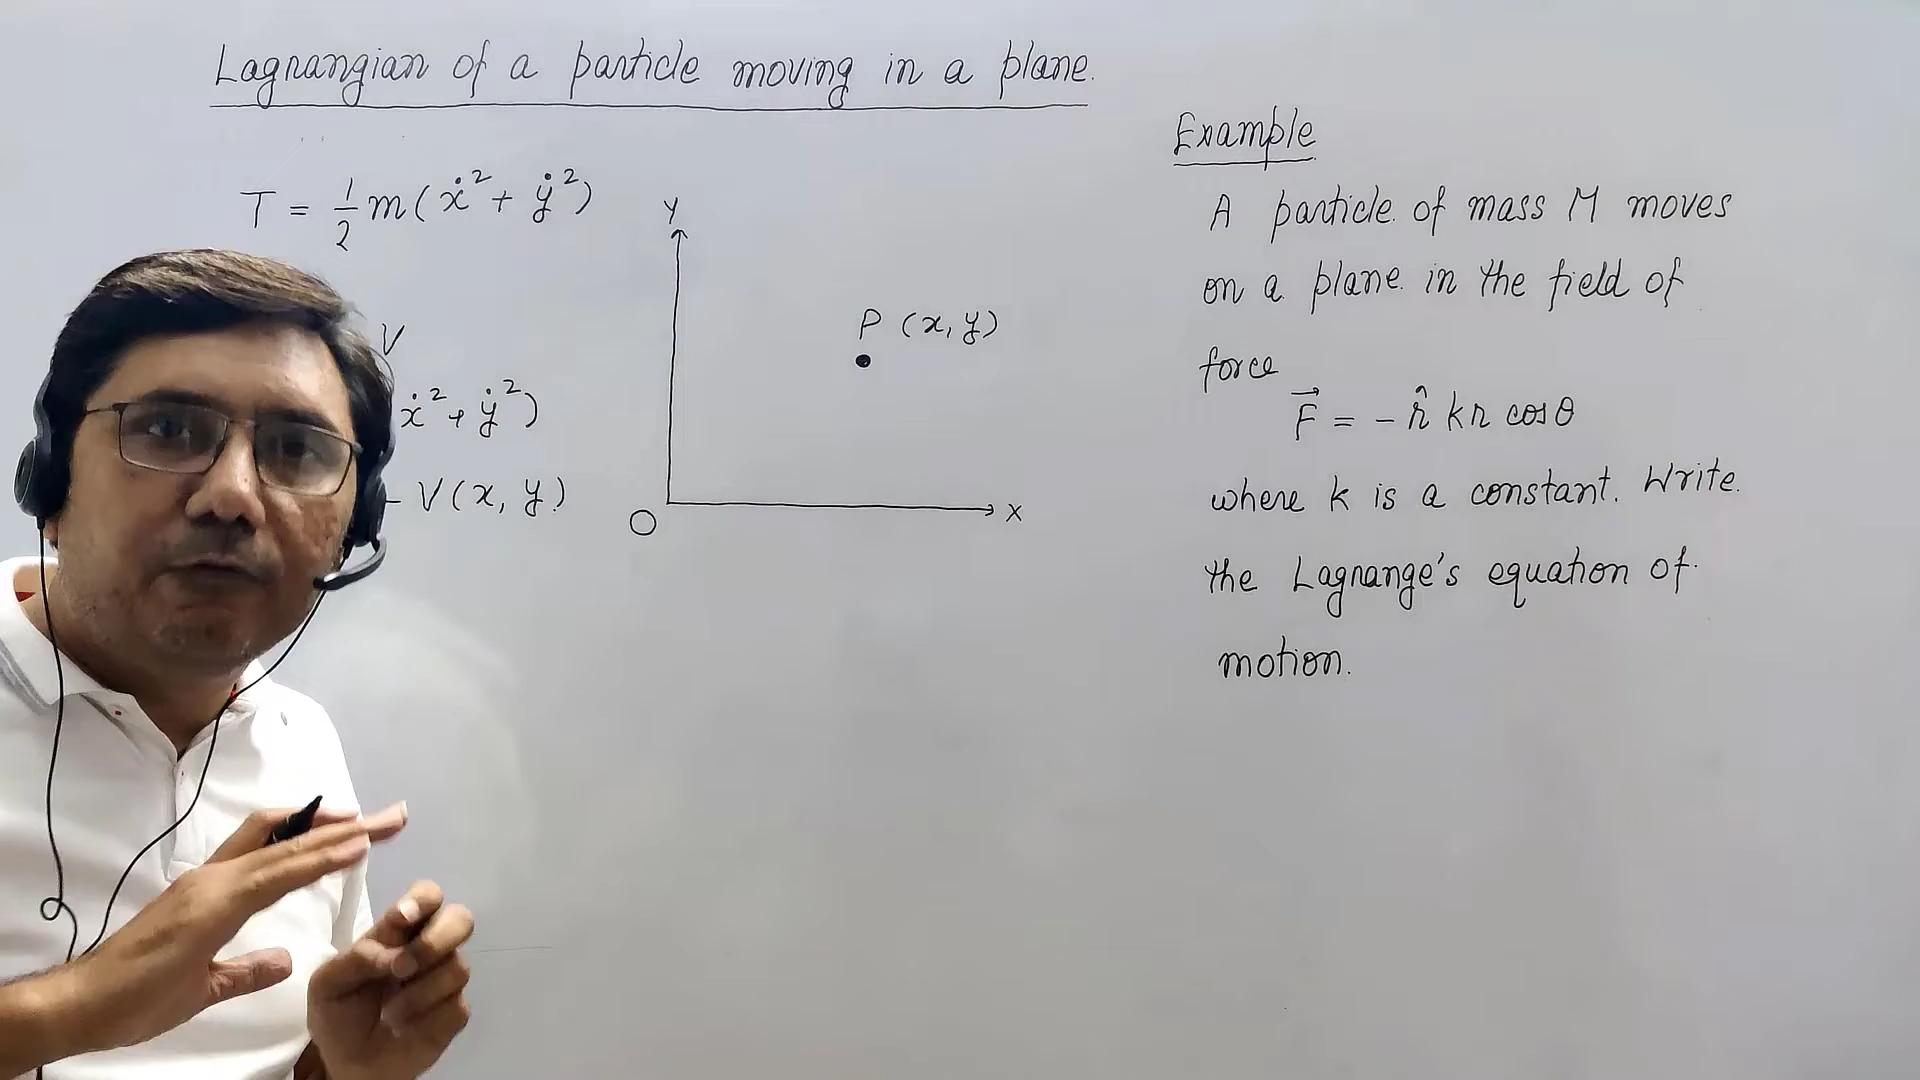 Lagrangian of a particle moving in a plane.
T = 1/2 m(ẋ² + ẏ²)
V
ẋ² + ẏ²)
- V(x, y)
Y
P (x, y)
O
X
Example
A particle of mass M moves
on a plane in the field of
force
F⃗ = - r̂ kr cosθ
where k is a constant. Write
the Lagrange's equation of
motion.